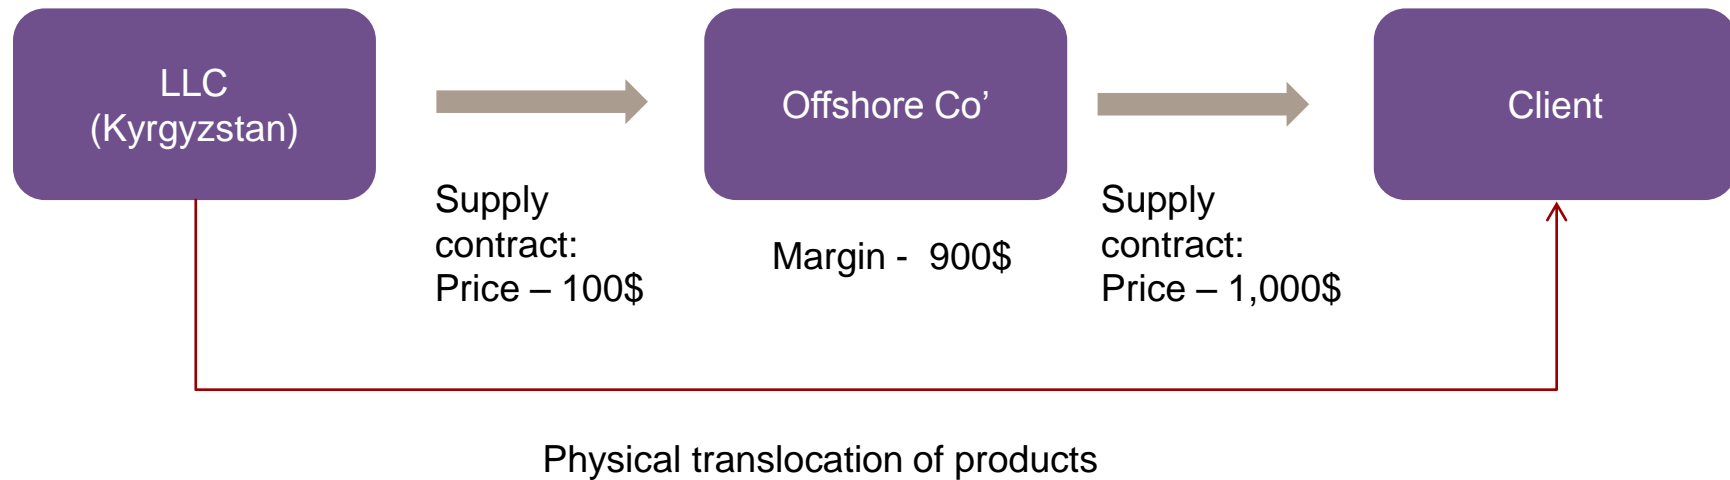 LLC
(Kyrgyzstan)
Offshore Co’
Client
Supply
contract:
Price – 100$
Margin -  900$
Supply
contract:
Price – 1,000$
Physical translocation of products